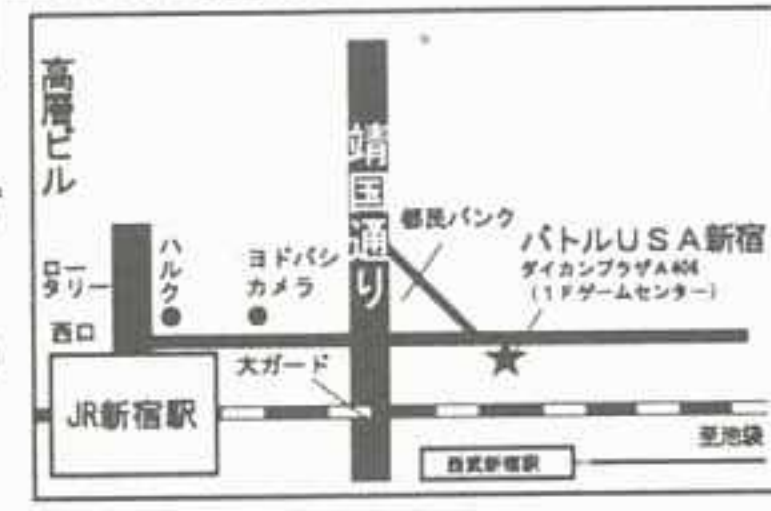 高層ビル
靖国通り
都民バンク
バトルUSA新宿
ダイカンプラザA404
(1Fゲームセンター)
ハルク
ヨドバシ
カメラ
ロー
タリー
西口
大ガード
JR新宿駅
至池袋
西武新宿駅